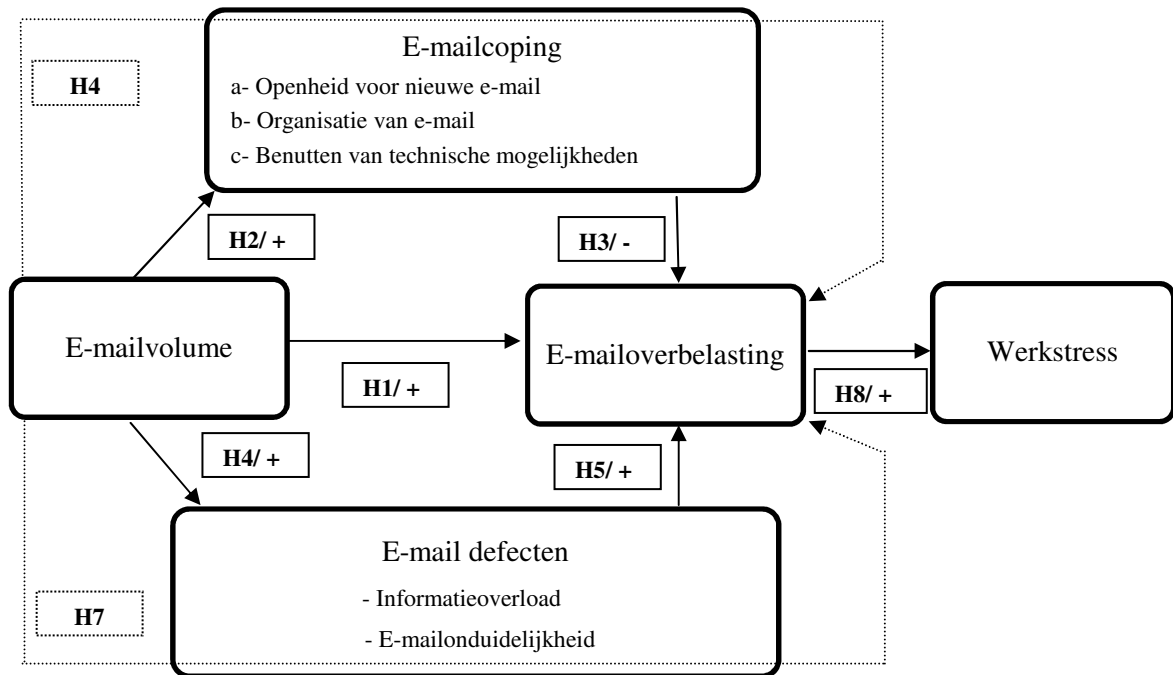 E-mailcoping
H4
a- Openheid voor nieuwe e-mail
b- Organisatie van e-mail
c- Benutten van technische mogelijkheden
H2/ +
H3/ -
E-mailvolume
E-mailoverbelasting
Werkstress
H1/ +
H8/ +
H4/ +
H5/ +
E-mail defecten
- Informatieoverload
H7
- E-mailonduidelijkheid